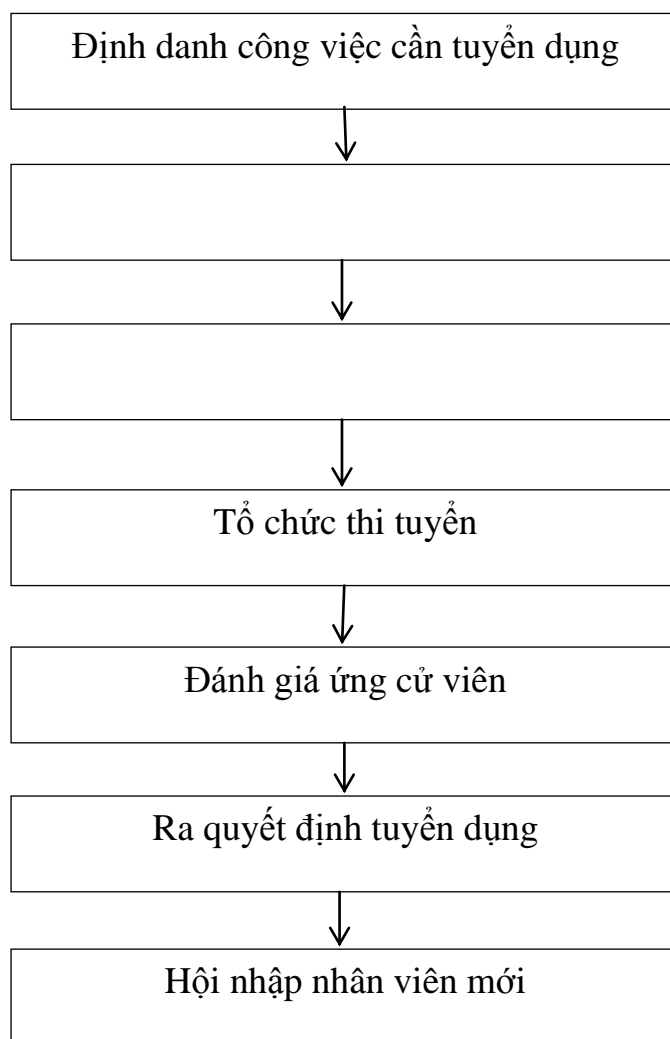 Định danh công việc cần tuyển dụng
Tổ chức thi tuyển
Đánh giá ứng cử viên
Ra quyết định tuyển dụng
Hội nhập nhân viên mới